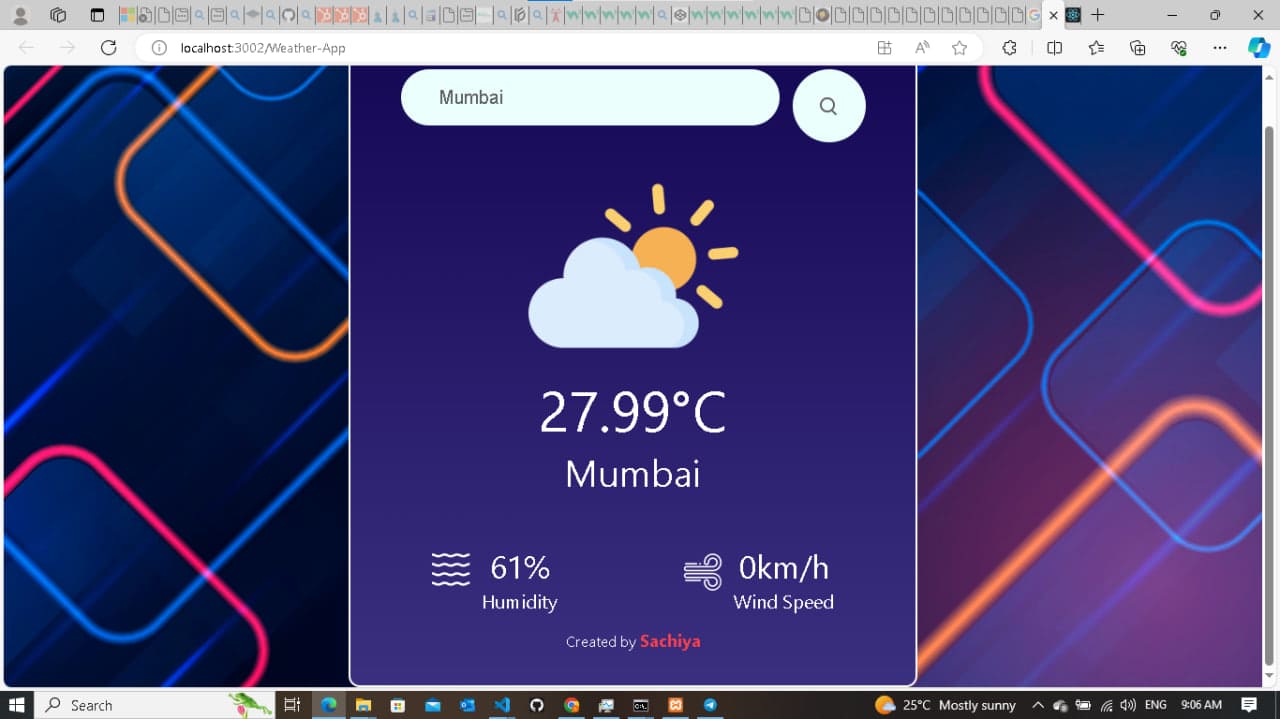 localhost:3002/Weather-App
Mumbai
27.99°C
Mumbai
61%
Humidity
0km/h
Wind Speed
Created by Sachiya
Search
25°C Mostly sunny
ENG
9:06 AM